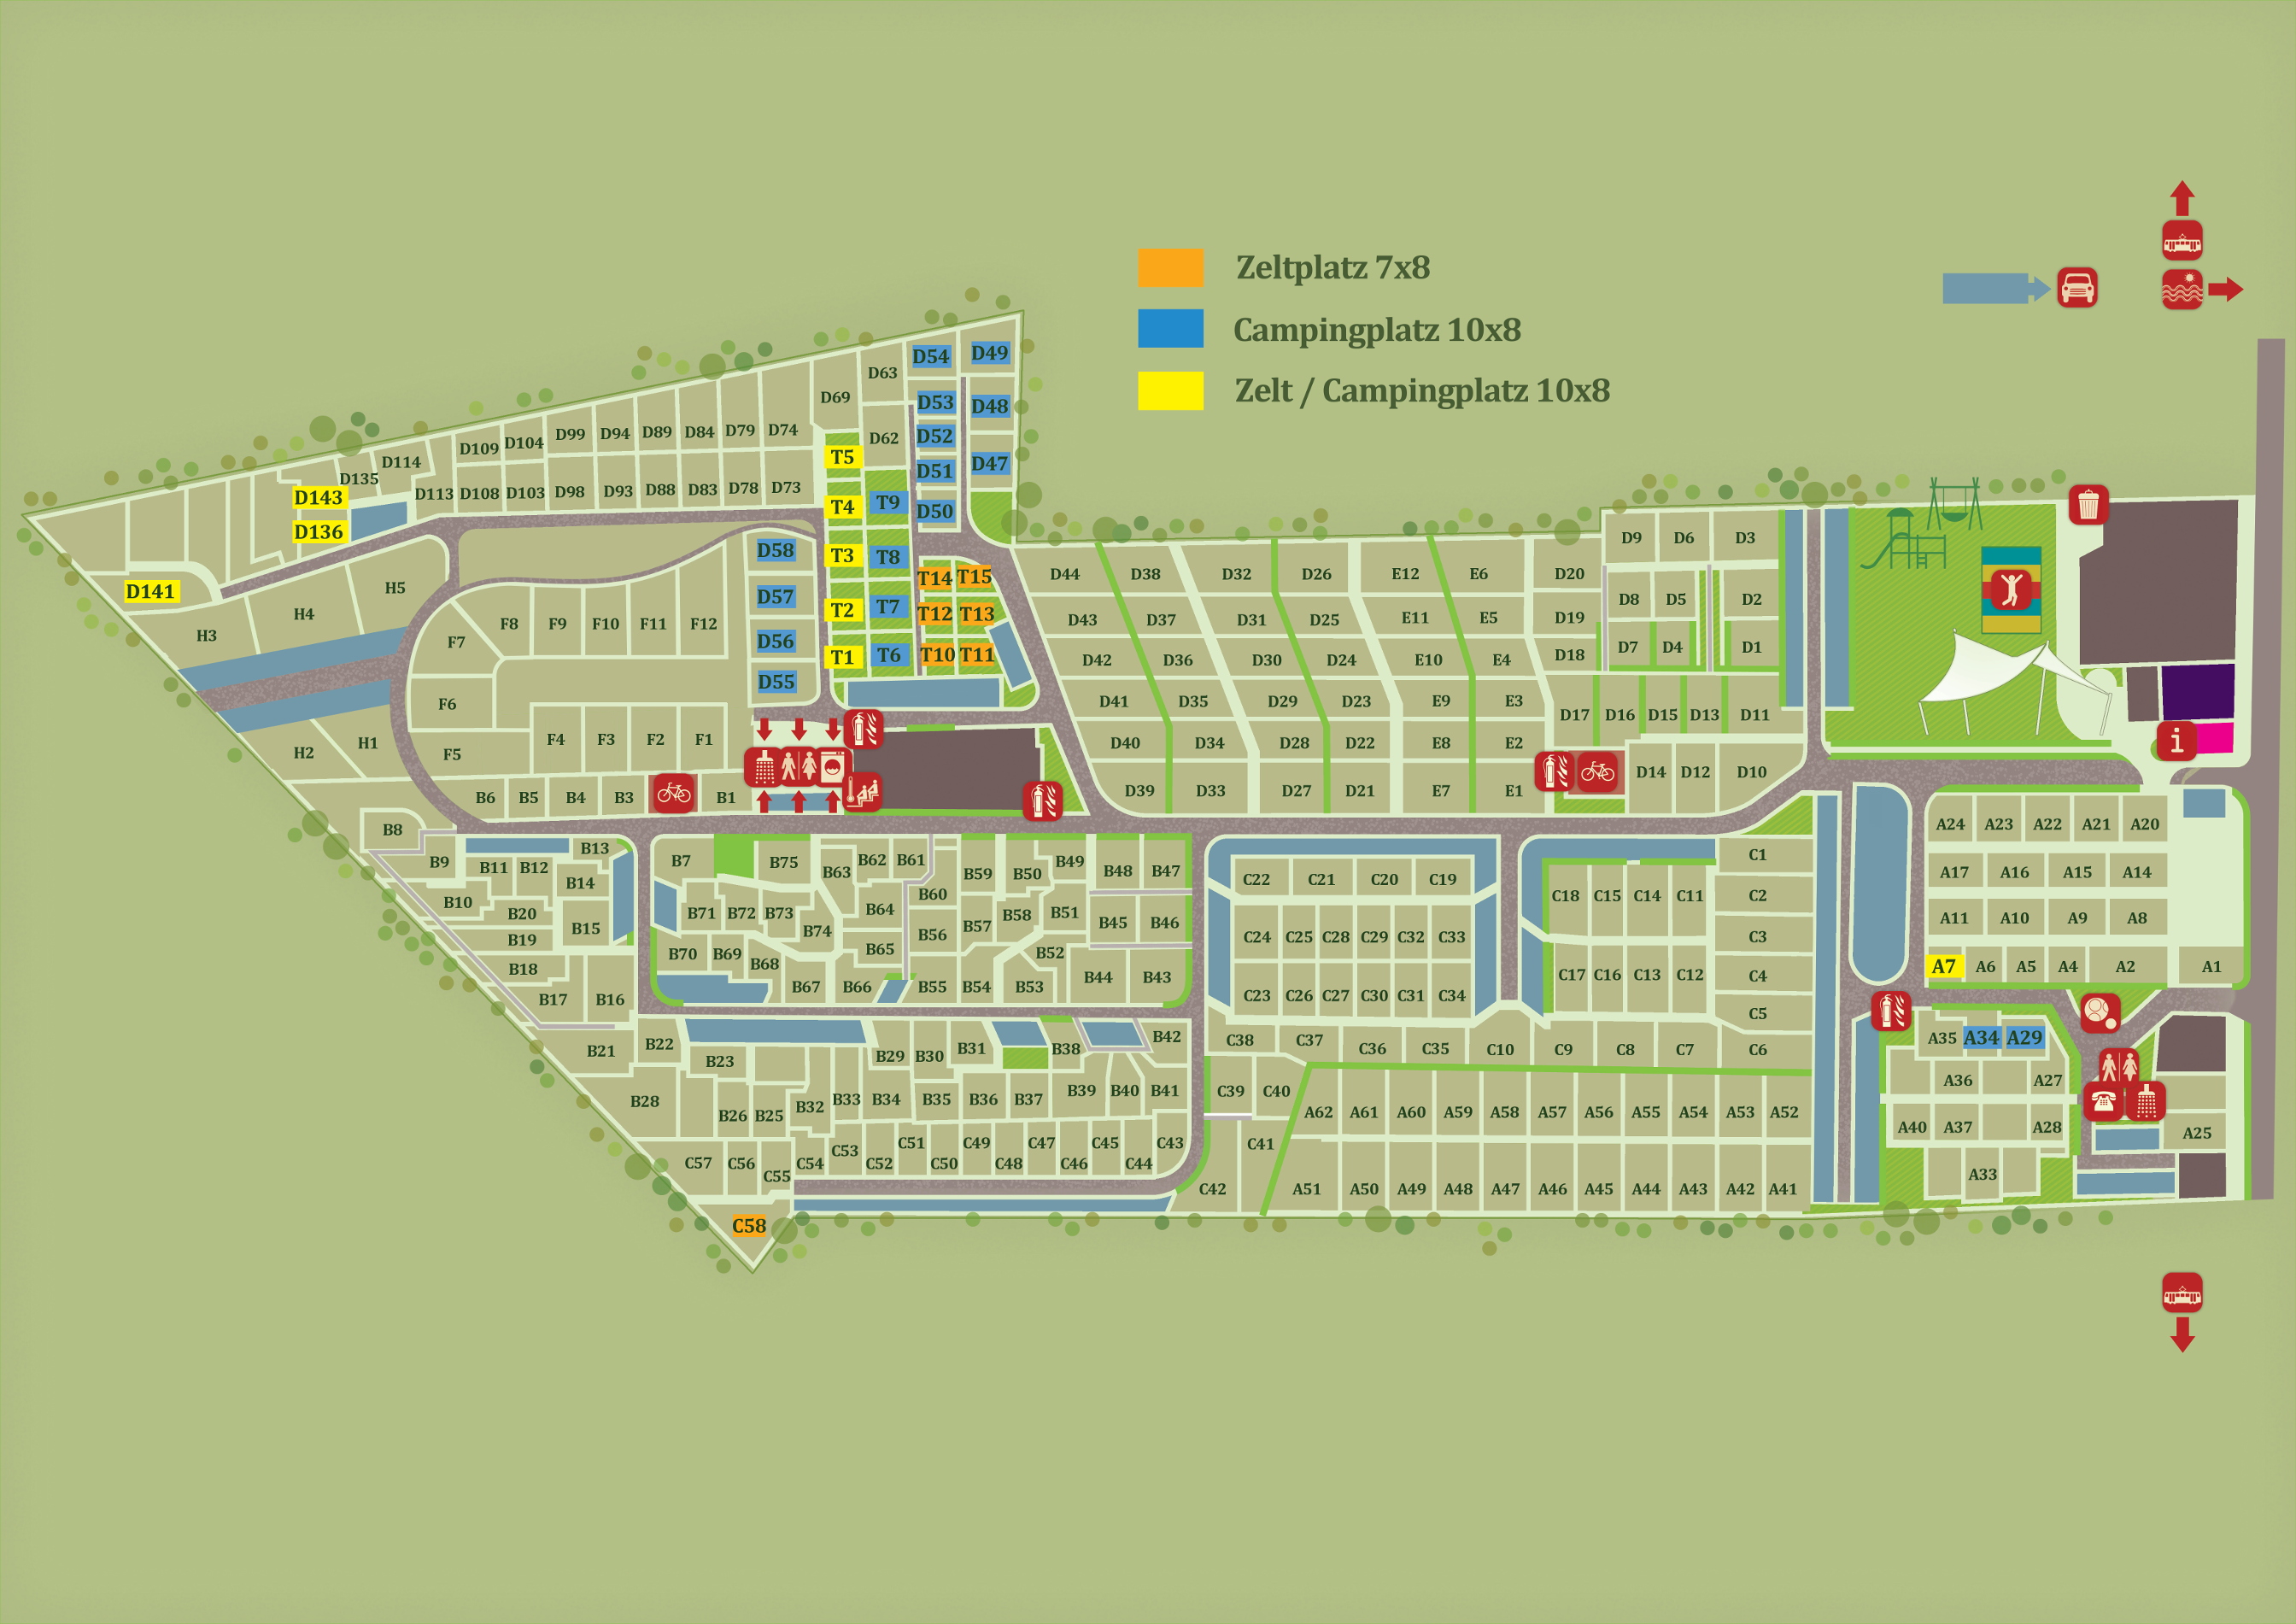 Zeltplatz 7x8
Campingplatz 10x8
Zelt / Campingplatz 10x8
D54 D49
D63
D69 D53 D48
D62 D52
D109 D104 D99 D94 D89 D84 D79 D74
T5 D51 D47
D114
D135
D143
D113 D108 D103 D98 D93 D88 D83 D78 D73
T4 T9 D50
D136
D58 T3 T8
D141
T14 T15
H5 D57
H4 T2 T7 T12 T13
H3 F7 F8 F9 F10 F11 F12
D56 T1 T6 T10 T11
D55
F6
H2 H1 F5 F4 F3 F2 F1
B6 B5 B4 B3 B1
D44 D38 D32 D26 E12 E6 D20
D43 D37 D31 D25 E11 E5 D19
D42 D36 D30 D24 E10 E4 D18
D41 D35 D29 D23 E9 E3
D40 D34 D28 D22 E8 E2
D39 D33 D27 D21 E7 E1
D9 D6 D3
D8 D5 D2
D7 D4 D1
D17 D16 D15 D13 D11
D14 D12 D10
i
B8
B9 B11 B12 B13
B14
B10 B20
B15
B19
B18
B17 B16
B21 B22
B7 B75 B63 B62 B61 B59 B50 B49 B48 B47
B60
B71 B72 B73 B74 B64 B57 B58 B51 B45 B46
B56
B70 B69 B68 B65 B52
B67 B66 B55 B54 B53 B44 B43
B23 B29 B30 B31 B38 B42
B28 B26 B25 B32 B33 B34 B35 B36 B37 B39 B40 B41
C57 C56 C55 C54 C53 C52 C51 C50 C49 C48 C47 C46 C45 C44 C43
C58
C22 C21 C20 C19
C24 C25 C28 C29 C32 C33
C23 C26 C27 C30 C31 C34
C18 C15 C14 C11
C17 C16 C13 C12
C1
C2
C3
C4
C5
C6
C38 C37 C36 C35 C10 C9 C8 C7
C39 C40
C41
C42
A62 A61 A60 A59 A58 A57 A56 A55 A54 A53 A52
A51 A50 A49 A48 A47 A46 A45 A44 A43 A42 A41
A24 A23 A22 A21 A20
A17 A16 A15 A14
A11 A10 A9 A8
A7 A6 A5 A4 A2 A1
A35 A34 A29
A36 A27
A40 A37 A28
A33
A25